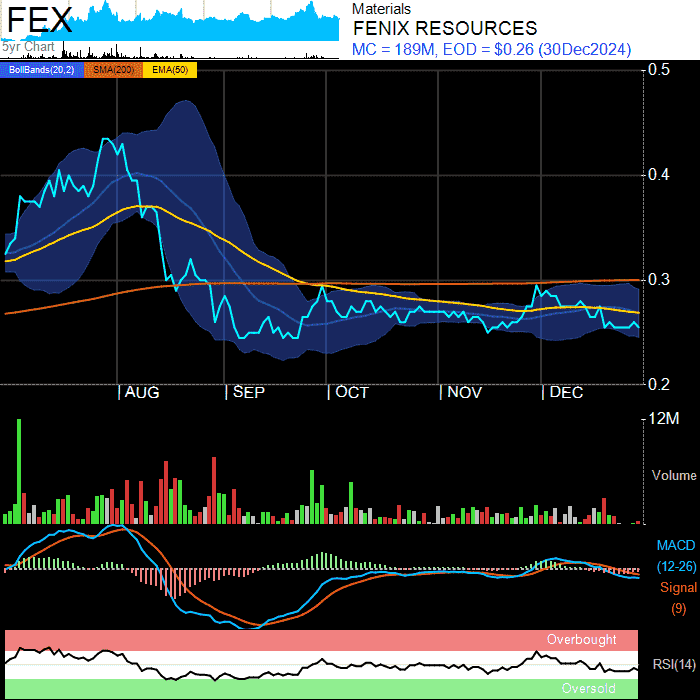 FEX
5yr Chart
Materials
FENIX RESOURCES
MC = 189M, EOD = $0.26 (30Dec2024)
BollBands(20,2) SMA(200) EMA(50)
0.5
0.4
0.3
0.2
AUG SEP OCT NOV DEC
12M
Volume
MACD
(12-26)
Signal
(9)
Overbought
RSI(14)
Oversold